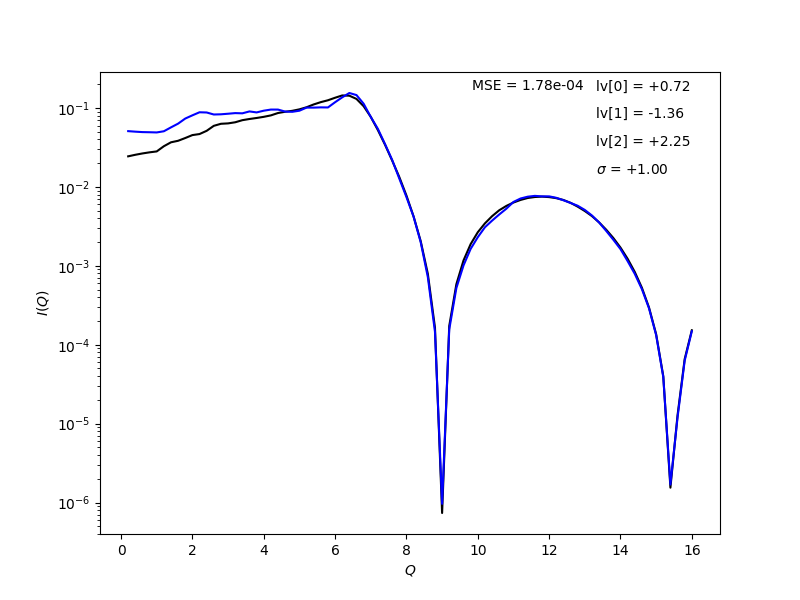 MSE = 1.78e-04 lv[0] = +0.72
lv[1] = -1.36
lv[2] = +2.25
σ = +1.00
10⁻¹
10⁻²
10⁻³
10⁻⁴
10⁻⁵
10⁻⁶
I(Q)
0 2 4 6 8 10 12 14 16
Q